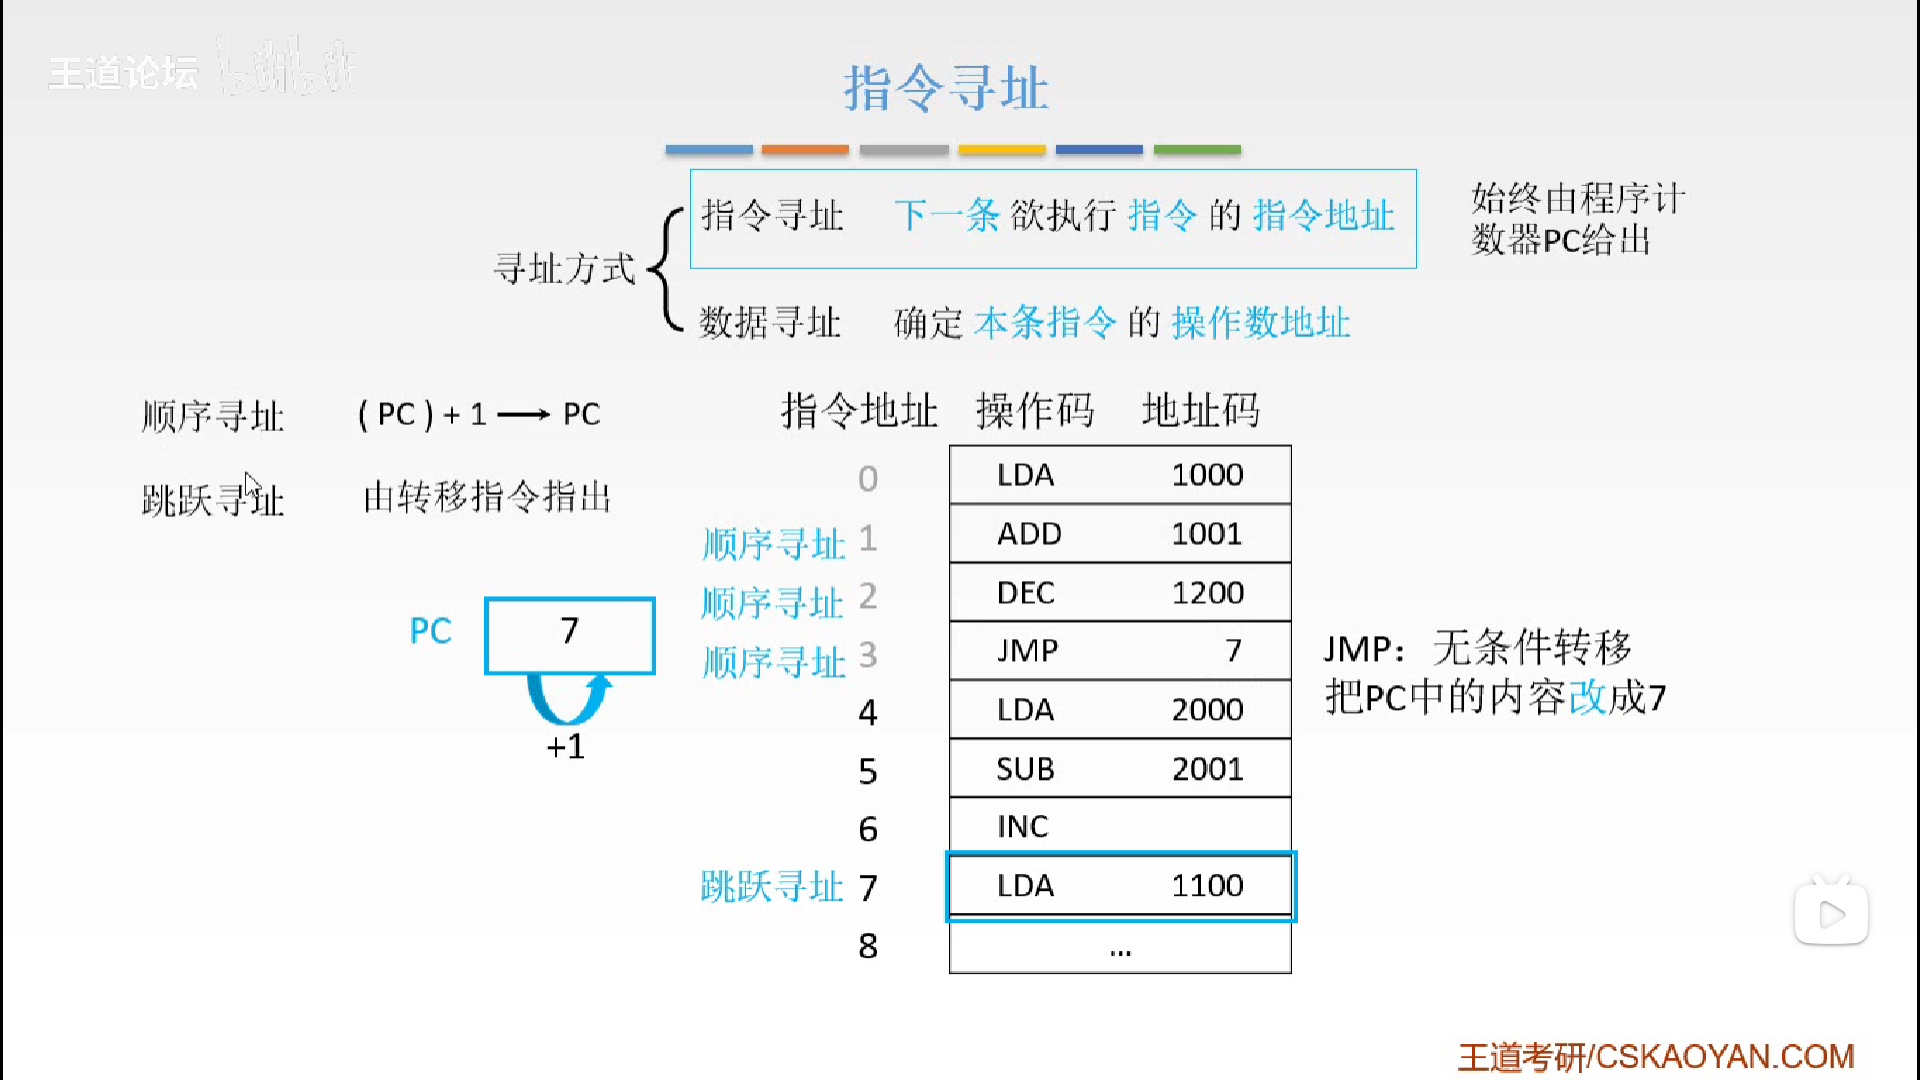 王道论坛 bilibili
指令寻址
寻址方式
指令寻址 下一条 欲执行 指令 的 指令地址
始终由程序计
数器PC给出
数据寻址 确定 本条指令 的 操作数地址
顺序寻址 ( PC ) + 1 → PC
跳跃寻址 由转移指令指出
PC 7
+1
指令地址 操作码 地址码
0 LDA 1000
顺序寻址 1 ADD 1001
顺序寻址 2 DEC 1200
顺序寻址 3 JMP 7
4 LDA 2000
5 SUB 2001
6 INC
跳跃寻址 7 LDA 1100
8 ...
JMP：无条件转移
把PC中的内容改成7
王道考研/CSKAOYAN.COM